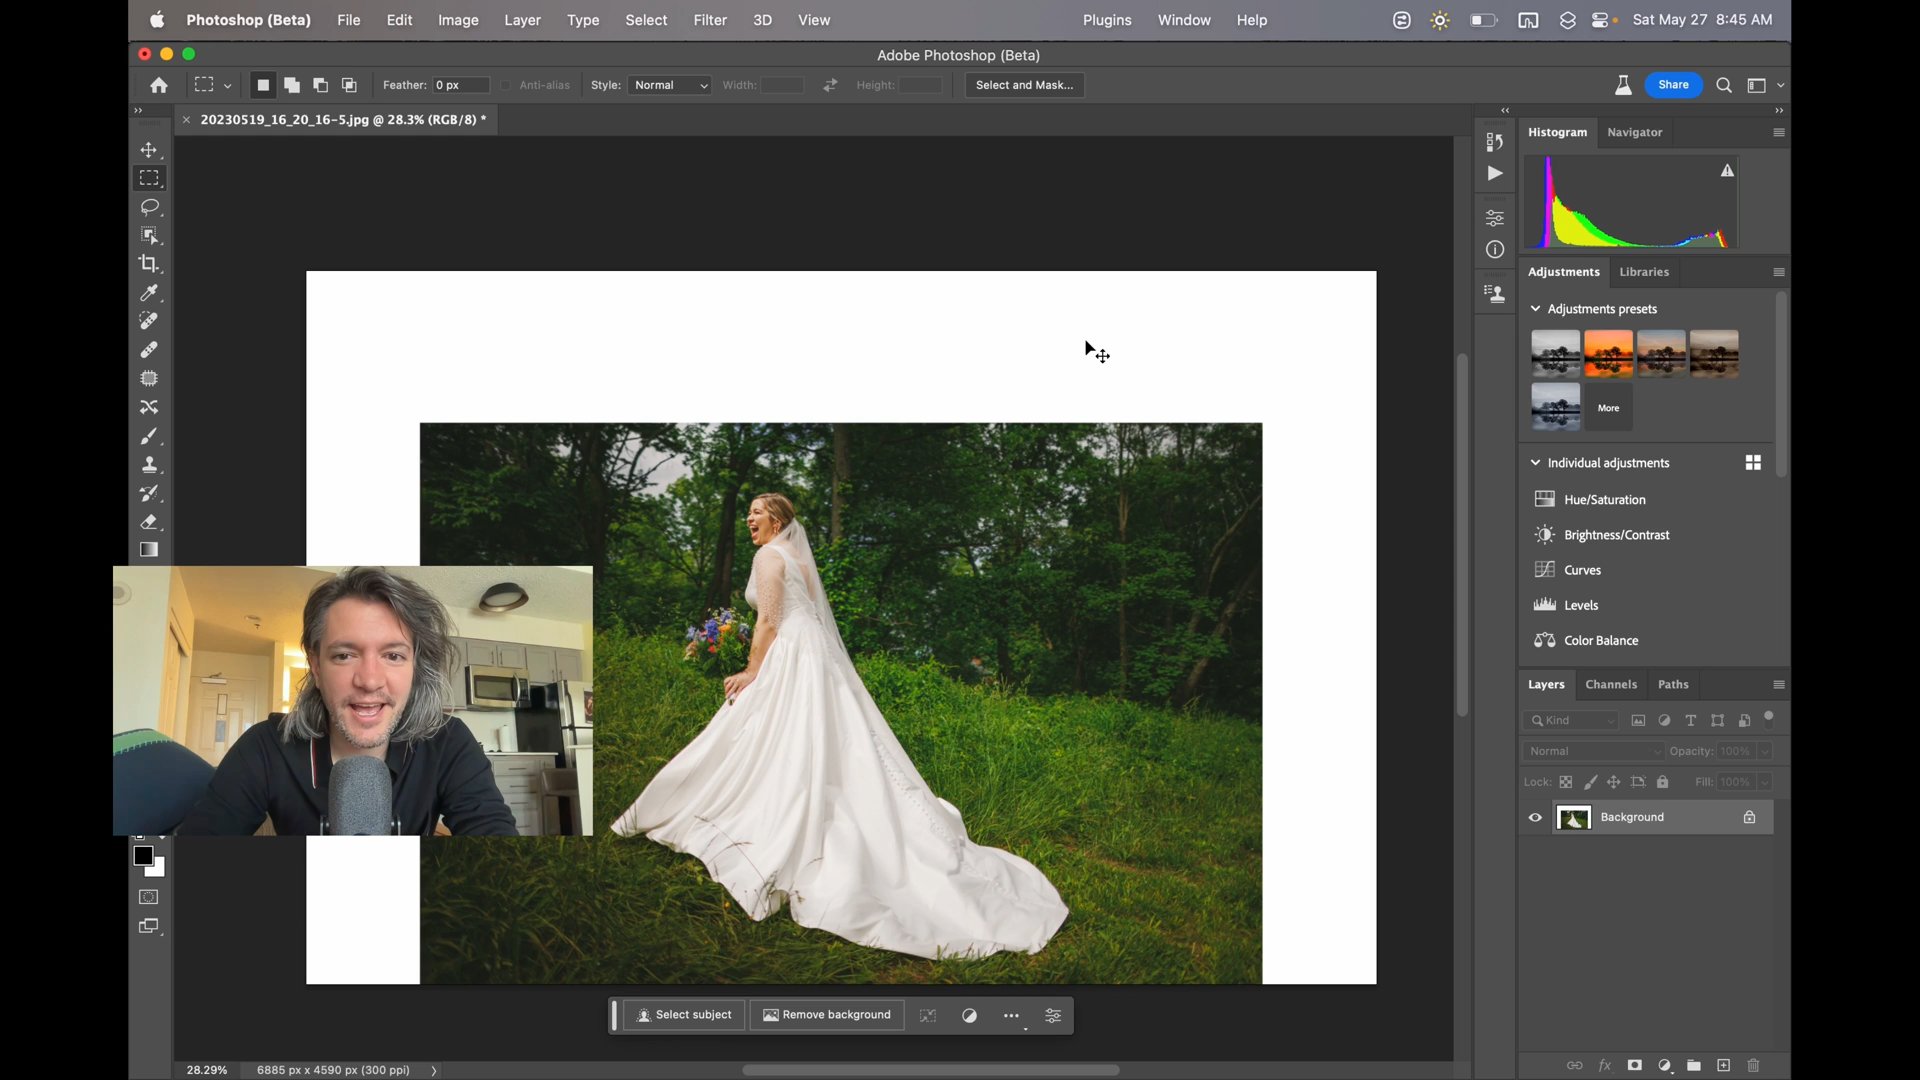 Photoshop (Beta) File Edit Image Layer Type Select Filter 3D View Plugins Window Help Sat May 27 8:45 AM
Adobe Photoshop (Beta)
Feather: 0 px Anti-alias Style: Normal Width: Height: Select and Mask... Share
20230519_16_20_16-5.jpg @ 28.3% (RGB/8) *
Histogram Navigator
Adjustments Libraries
Adjustments presets
More
Individual adjustments
Hue/Saturation
Brightness/Contrast
Curves
Levels
Color Balance
Layers Channels Paths
Kind
Normal Opacity: 100%
Lock: Fill: 100%
Background
Select subject Remove background
28.29% 6885 px x 4590 px (300 ppi)